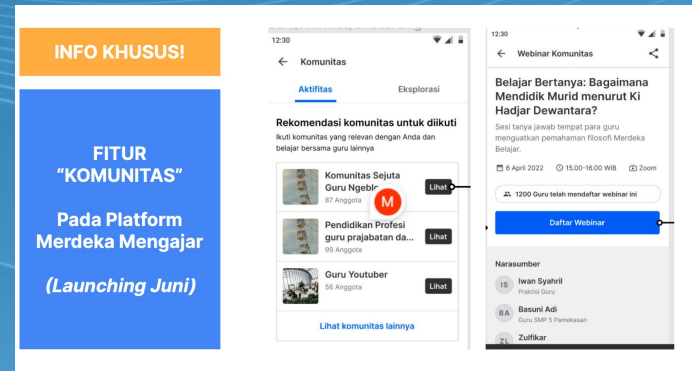 INFO KHUSUS!
FITUR
“KOMUNITAS”
Pada Platform
Merdeka Mengajar
(Launching Juni)
12:30
Komunitas
Aktifitas
Eksplorasi
Rekomendasi komunitas untuk diikuti
Ikuti komunitas yang relevan dengan Anda dan
belajar bersama guru lainnya
Komunitas Sejuta
Guru Ngeblog
87 Anggota
Lihat
M
Pendidikan Profesi
guru prajabatan da...
99 Anggota
Lihat
Guru Youtuber
56 Anggota
Lihat
Lihat komunitas lainnya
12:30
Webinar Komunitas
Belajar Bertanya: Bagaimana
Mendidik Murid menurut Ki
Hadjar Dewantara?
Sesi tanya jawab tempat para guru
menguatkan pemahaman filosofi Merdeka
Belajar.
6 April 2022
15.00-16.00 WIB
Zoom
1200 Guru telah mendaftar webinar ini
Daftar Webinar
Narasumber
IS
Iwan Syahril
Praktisi Guru
BA
Basuni Adi
Guru SMP 5 Pamekasan
ZL
Zulfikar